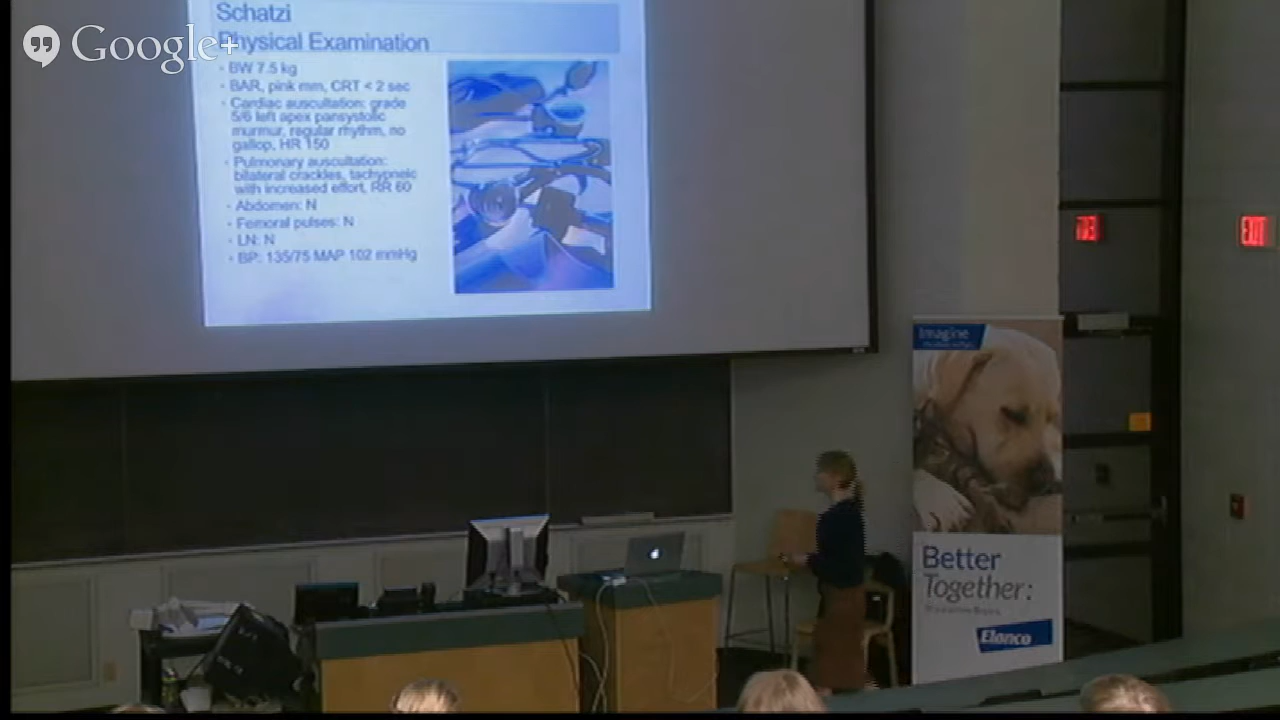 Google+
Schatzi
Physical Examination
BW 7.5 kg
BAR, pink mm, CRT < 2 sec
Cardiac auscultation: grade
5/6 left apex pansystolic
murmur, regular rhythm, no
gallop, HR 150
Pulmonary auscultation:
bilateral crackles, tachypneic
with increased effort, RR 60
Abdomen: N
Femoral pulses: N
LN: N
BP: 135/75 MAP 102 mmHg
EXIT
Imagine
Better
Together:
Elanco